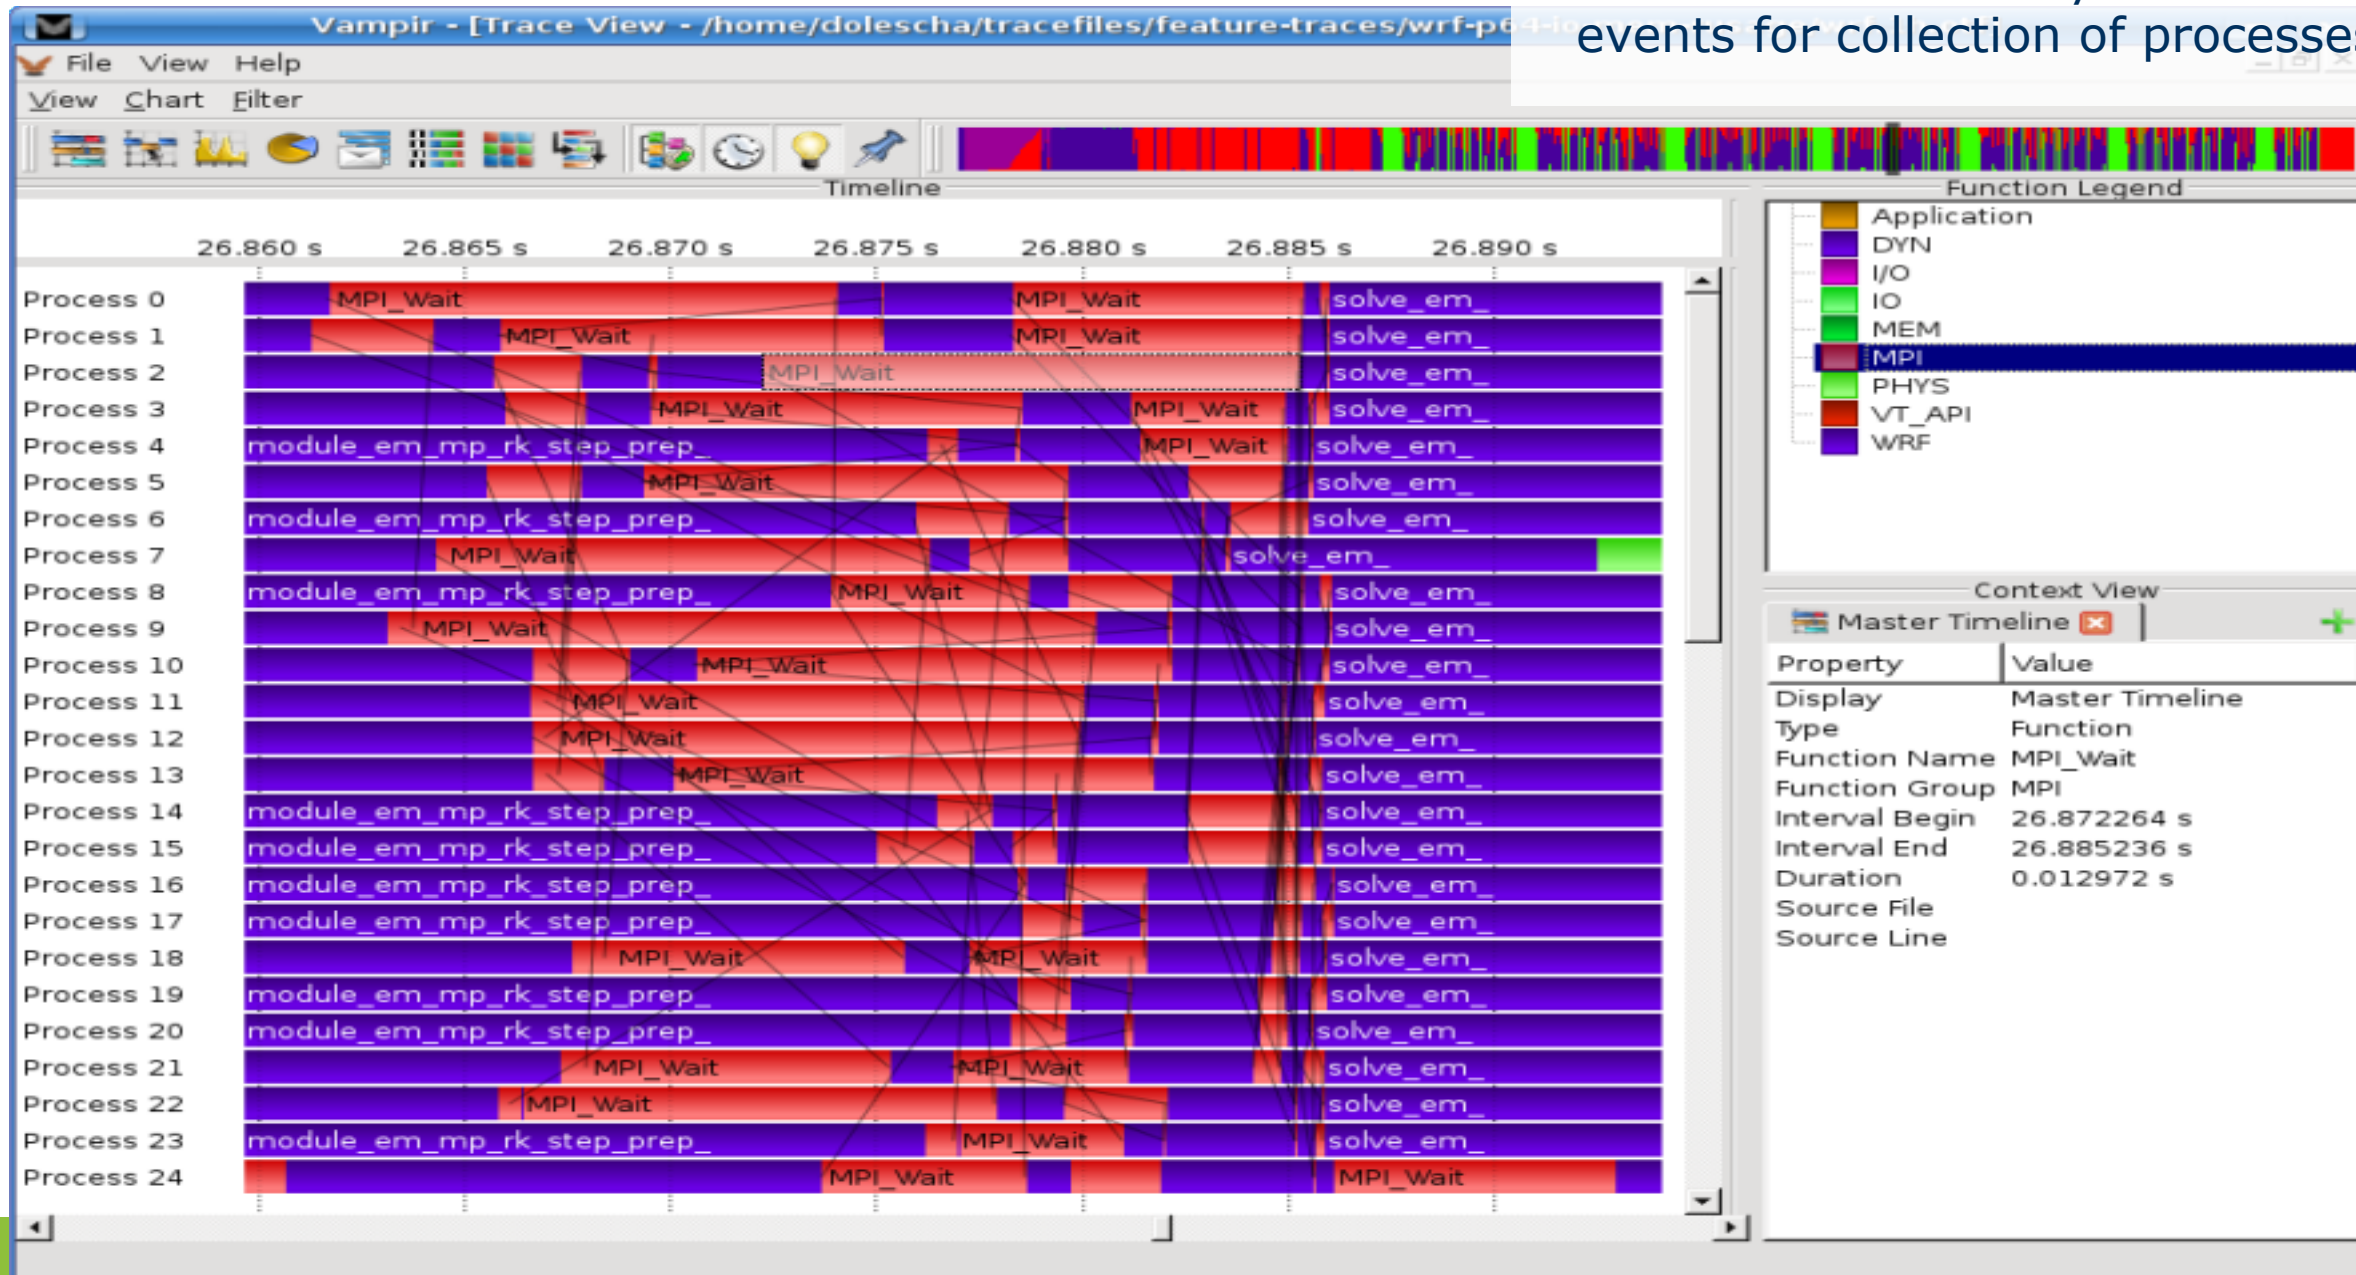 Vampir - [Trace View - /home/dolescha/tracefiles/feature-traces/wrf-p64-io
events for collection of processes
File View Help
View Chart Filter
Timeline
26.860 s 26.865 s 26.870 s 26.875 s 26.880 s 26.885 s 26.890 s
Process 0 MPI_Wait MPI_Wait solve_em_
Process 1 MPI_Wait MPI_Wait solve_em_
Process 2 MPI_Wait solve_em_
Process 3 MPI_Wait MPI_Wait solve_em_
Process 4 module_em_mp_rk_step_prep_ MPI_Wait solve_em_
Process 5 MPI_Wait solve_em_
Process 6 module_em_mp_rk_step_prep_ solve_em_
Process 7 MPI_Wait solve_em_
Process 8 module_em_mp_rk_step_prep_ MPI_Wait solve_em_
Process 9 MPI_Wait solve_em_
Process 10 MPI_Wait solve_em_
Process 11 MPI_Wait solve_em_
Process 12 MPI_Wait solve_em_
Process 13 MPI_Wait solve_em_
Process 14 module_em_mp_rk_step_prep_ solve_em_
Process 15 module_em_mp_rk_step_prep_ solve_em_
Process 16 module_em_mp_rk_step_prep_ solve_em_
Process 17 module_em_mp_rk_step_prep_ solve_em_
Process 18 MPI_Wait MPI_Wait solve_em_
Process 19 module_em_mp_rk_step_prep_ solve_em_
Process 20 module_em_mp_rk_step_prep_ solve_em_
Process 21 MPI_Wait MPI_Wait solve_em_
Process 22 MPI_Wait solve_em_
Process 23 module_em_mp_rk_step_prep_ MPI_Wait solve_em_
Process 24 MPI_Wait MPI_Wait
Function Legend
Application
DYN
I/O
IO
MEM
MPI
PHYS
VT_API
WRF
Context View
Master Timeline
Property Value
Display Master Timeline
Type Function
Function Name MPI_Wait
Function Group MPI
Interval Begin 26.872264 s
Interval End 26.885236 s
Duration 0.012972 s
Source File
Source Line